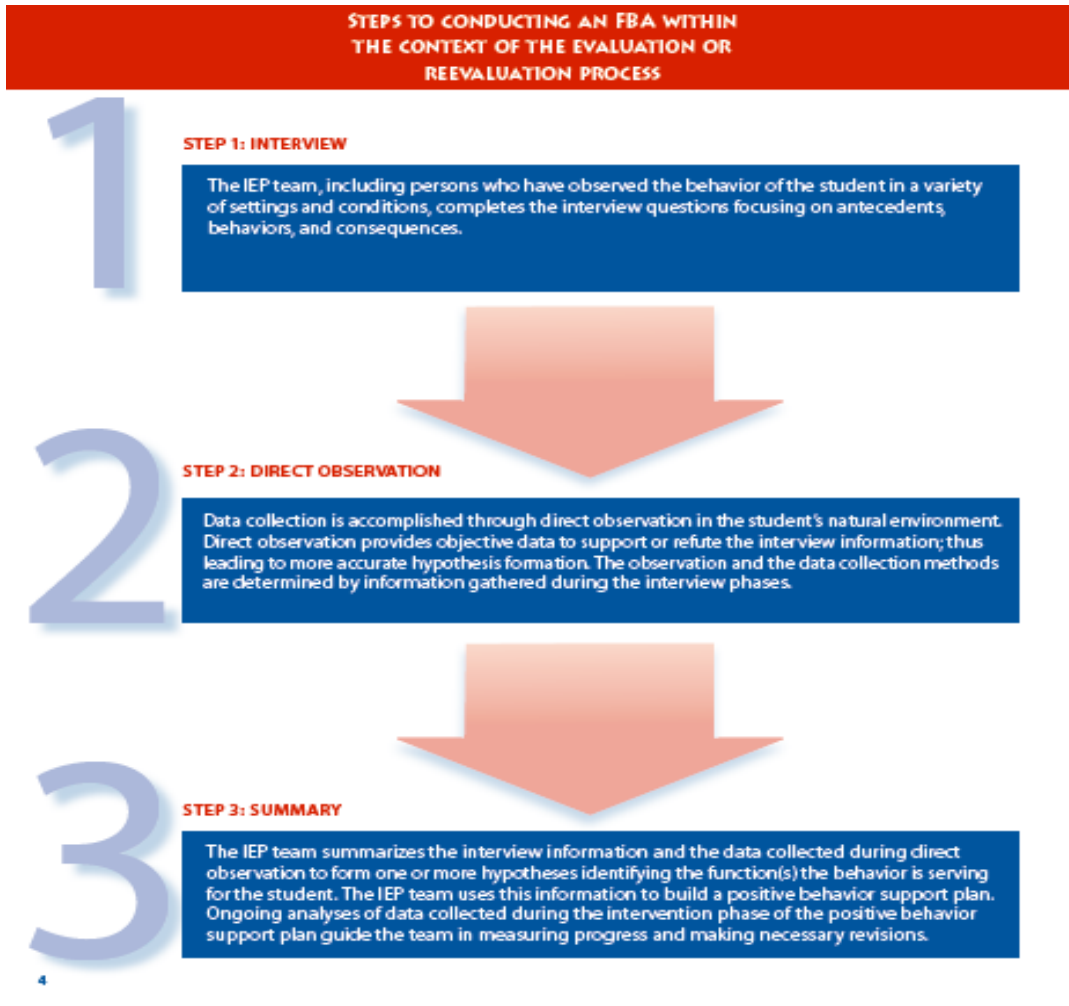 STEPS TO CONDUCTING AN FBA WITHIN
THE CONTEXT OF THE EVALUATION OR
REEVALUATION PROCESS
1
STEP 1: INTERVIEW
The IEP team, including persons who have observed the behavior of the student in a variety
of settings and conditions, completes the interview questions focusing on antecedents,
behaviors, and consequences.
2
STEP 2: DIRECT OBSERVATION
Data collection is accomplished through direct observation in the student's natural environment.
Direct observation provides objective data to support or refute the interview information; thus
leading to more accurate hypothesis formation. The observation and the data collection methods
are determined by information gathered during the interview phases.
3
STEP 3: SUMMARY
The IEP team summarizes the interview information and the data collected during direct
observation to form one or more hypotheses identifying the function(s) the behavior is serving
for the student. The IEP team uses this information to build a positive behavior support plan.
Ongoing analyses of data collected during the intervention phase of the positive behavior
support plan guide the team in measuring progress and making necessary revisions.
4